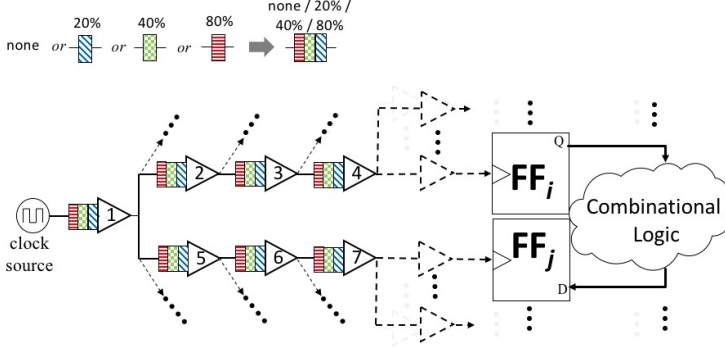 none / 20% /
40% / 80%
20%
40%
80%
none or or or
1
2
3
4
5
6
7
clock
source
Q
FFi
Combinational
Logic
FFj
D